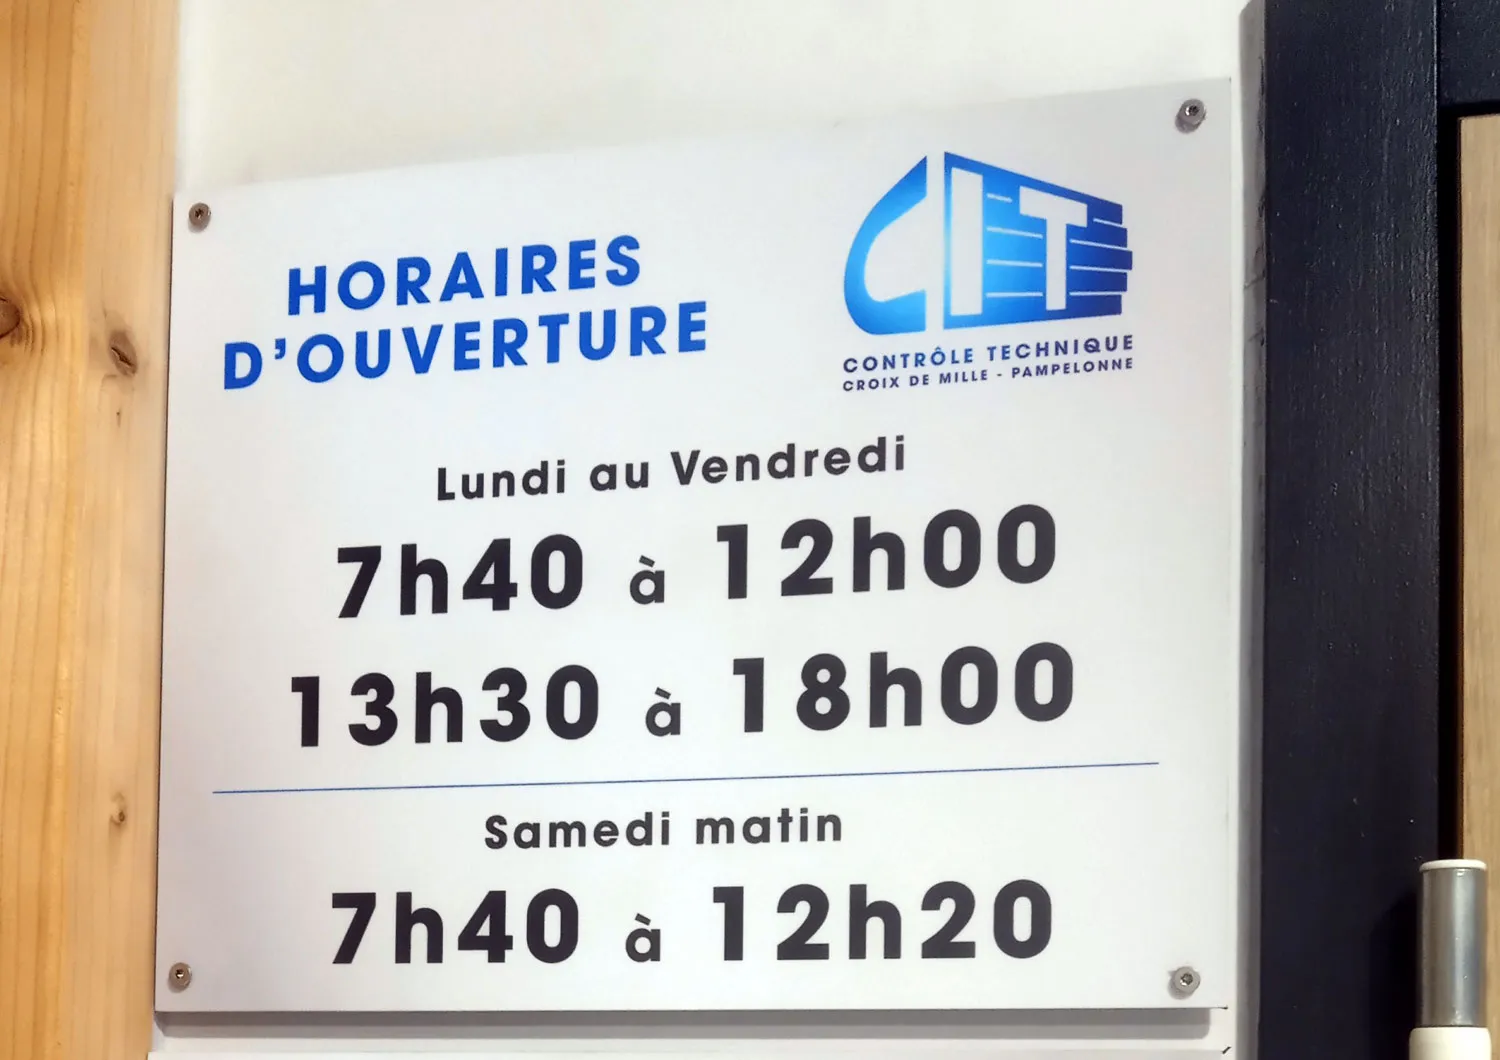 HORAIRES
D'OUVERTURE
CIT
CONTRÔLE TECHNIQUE
CROIX DE MILLE - PAMPELONNE
Lundi au Vendredi
7h40 à 12h00
13h30 à 18h00
Samedi matin
7h40 à 12h20